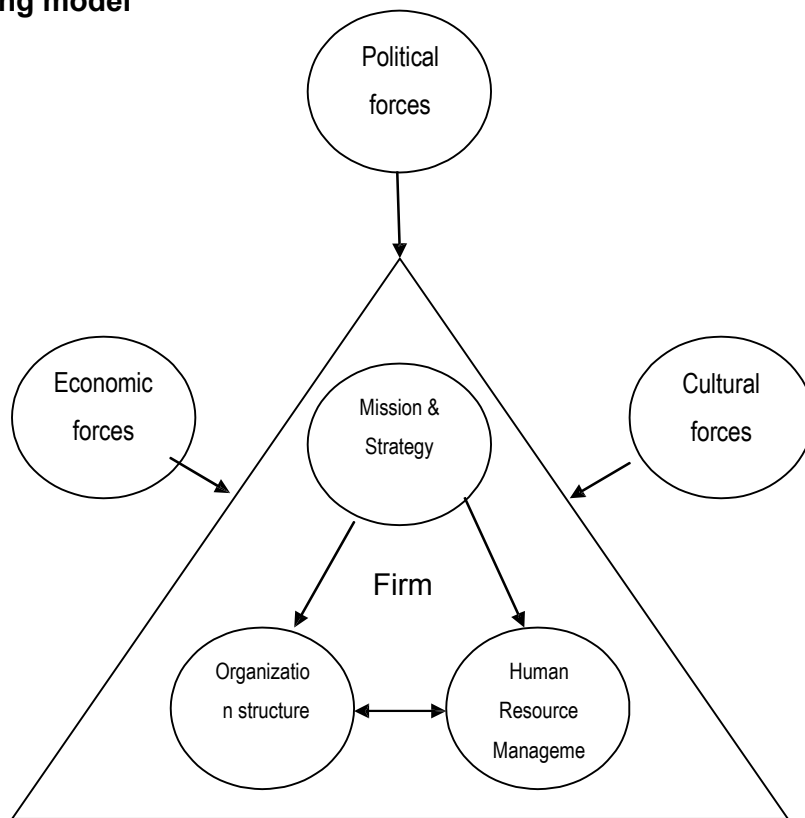 ng model
Political
forces
Economic
forces
Cultural
forces
Mission &
Strategy
Firm
Organizatio
n structure
Human
Resource
Manageme